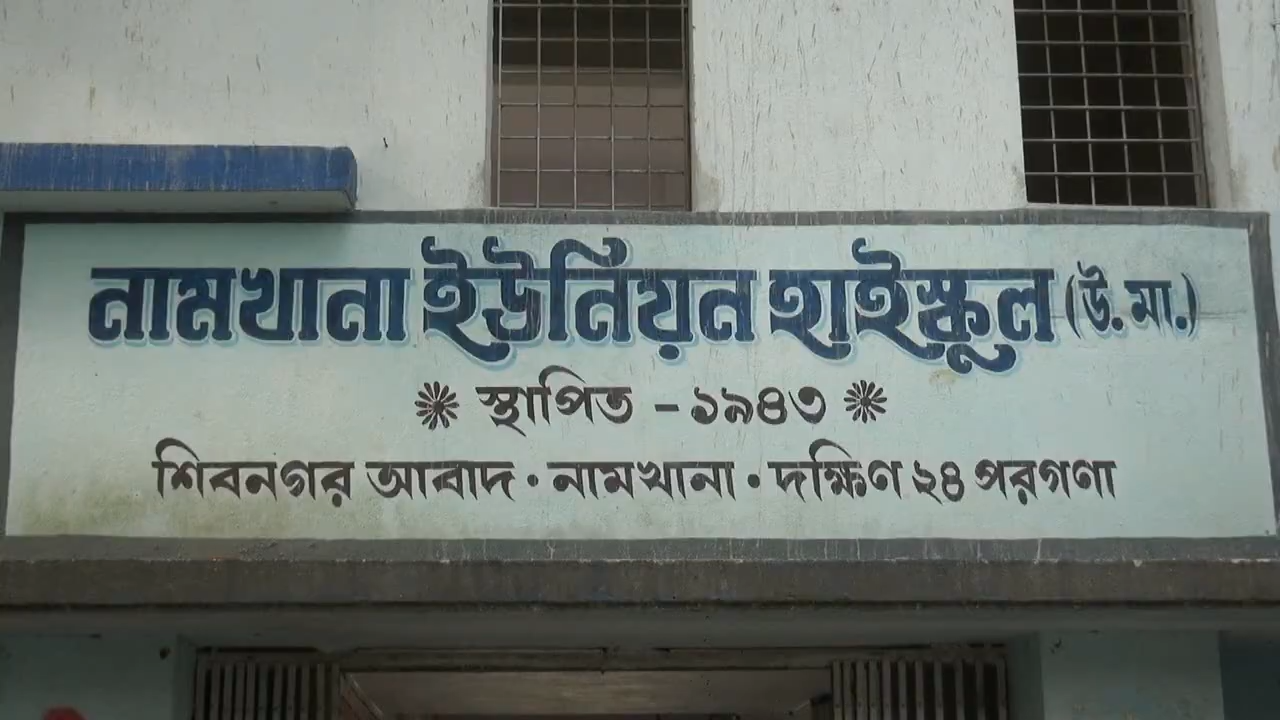 নামখানা ইউনিয়ন হাইস্কুল (উ. মা.)
স্থাপিত - ১৯৪৩
শিবনগর আবাদ · নামখানা · দক্ষিণ ২৪ পরগণা